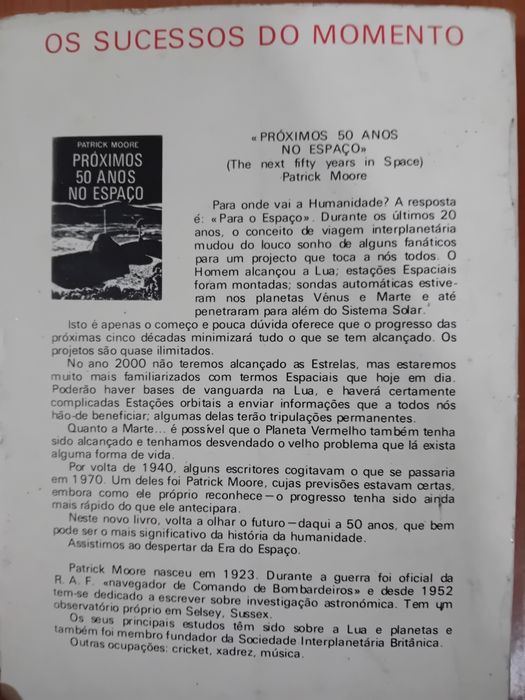 OS SUCESSOS DO MOMENTO
PATRICK MOORE
PRÓXIMOS
50 ANOS
NO ESPAÇO
«PRÓXIMOS 50 ANOS
NO ESPAÇO»
(The next fifty years in Space)
Patrick Moore
Para onde vai a Humanidade? A resposta
é: «Para o Espaço». Durante os últimos 20
anos, o conceito de viagem interplanetária
mudou do louco sonho de alguns fanáticos
para um projecto que toca a nós todos. O
Homem alcançou a Lua; estações Espaciais
foram montadas; sondas automáticas estive-
ram nos planetas Vénus e Marte e até
penetraram para além do Sistema Solar.
Isto é apenas o começo e pouca dúvida oferece que o progresso das
próximas cinco décadas minimizará tudo o que se tem alcançado. Os
projetos são quase ilimitados.
No ano 2000 não teremos alcançado as Estrelas, mas estaremos
muito mais familiarizados com termos Espaciais que hoje em dia.
Poderão haver bases de vanguarda na Lua, e haverá certamente
complicadas Estações orbitais a enviar informações que a todos nós
hão-de beneficiar; algumas delas terão tripulações permanentes.
Quanto a Marte... é possível que o Planeta Vermelho também tenha
sido alcançado e tenhamos desvendado o velho problema que lá exista
alguma forma de vida.
Por volta de 1940, alguns escritores cogitavam o que se passaria
em 1970. Um deles foi Patrick Moore, cujas previsões estavam certas,
embora como ele próprio reconhece—o progresso tenha sido ainda
mais rápido do que ele antecipara.
Neste novo livro, volta a olhar o futuro—daqui a 50 anos, que bem
pode ser o mais significativo da história da humanidade.
Assistimos ao despertar da Era do Espaço.
Patrick Moore nasceu em 1923. Durante a guerra foi oficial da
R. A. F. «navegador de Comando de Bombardeiros» e desde 1952
tem-se dedicado a escrever sobre investigação astronómica. Tem um
observatório próprio em Selsey, Sussex.
Os seus principais estudos têm sido sobre a Lua e planetas e
também foi membro fundador da Sociedade Interplanetária Britânica.
Outras ocupações: cricket, xadrez, música.